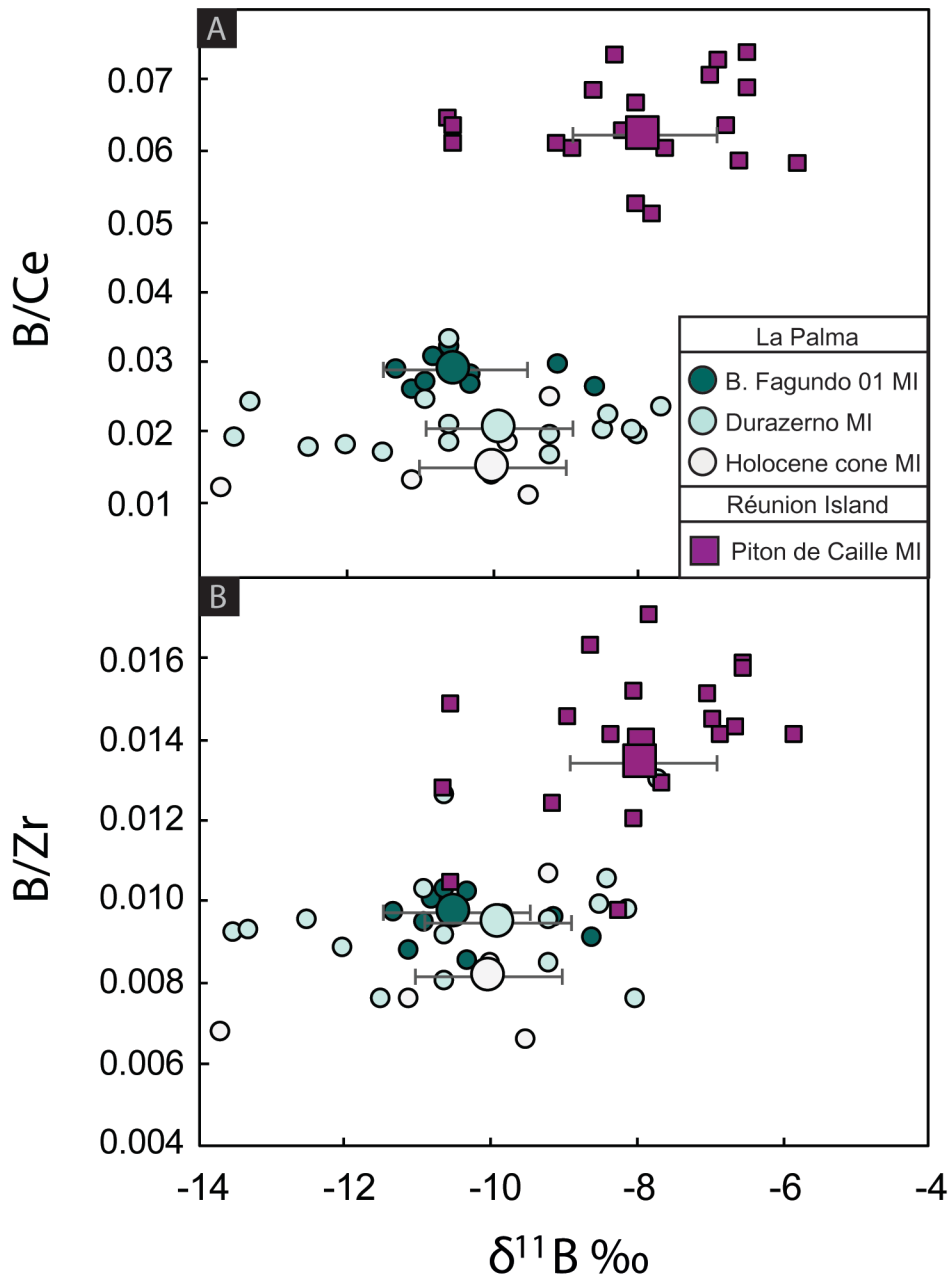 A
0.07
0.06
0.05
0.04
0.03
0.02
0.01
B/Ce
La Palma
B. Fagundo 01 MI
Durazerno MI
Holocene cone MI
Réunion Island
Piton de Caille MI
B
0.016
0.014
0.012
0.010
0.008
0.006
0.004
B/Zr
-14 -12 -10 -8 -6 -4
δ¹¹B ‰